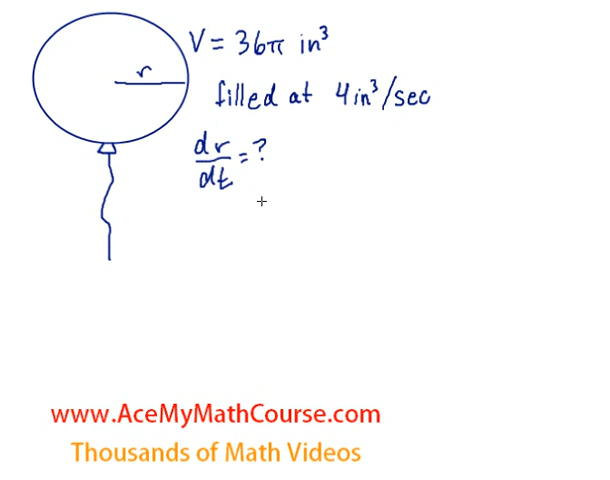 V = 36π in³
r
filled at 4in³/sec
dr/dt = ?
www.AceMyMathCourse.com
Thousands of Math Videos